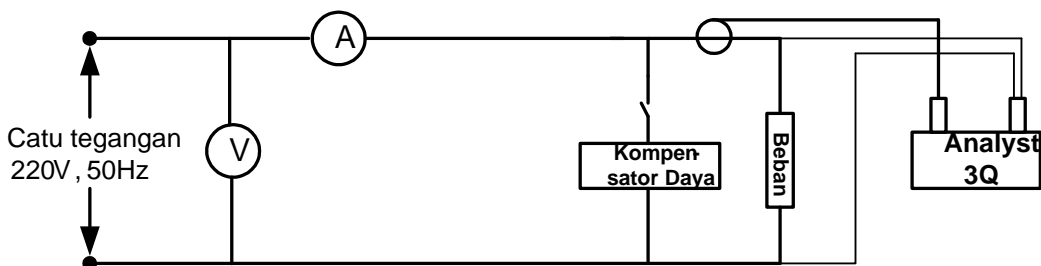 A
Catu tegangan
220V, 50Hz
V
Kompen-
sator Daya
Beban
Analyst
3Q